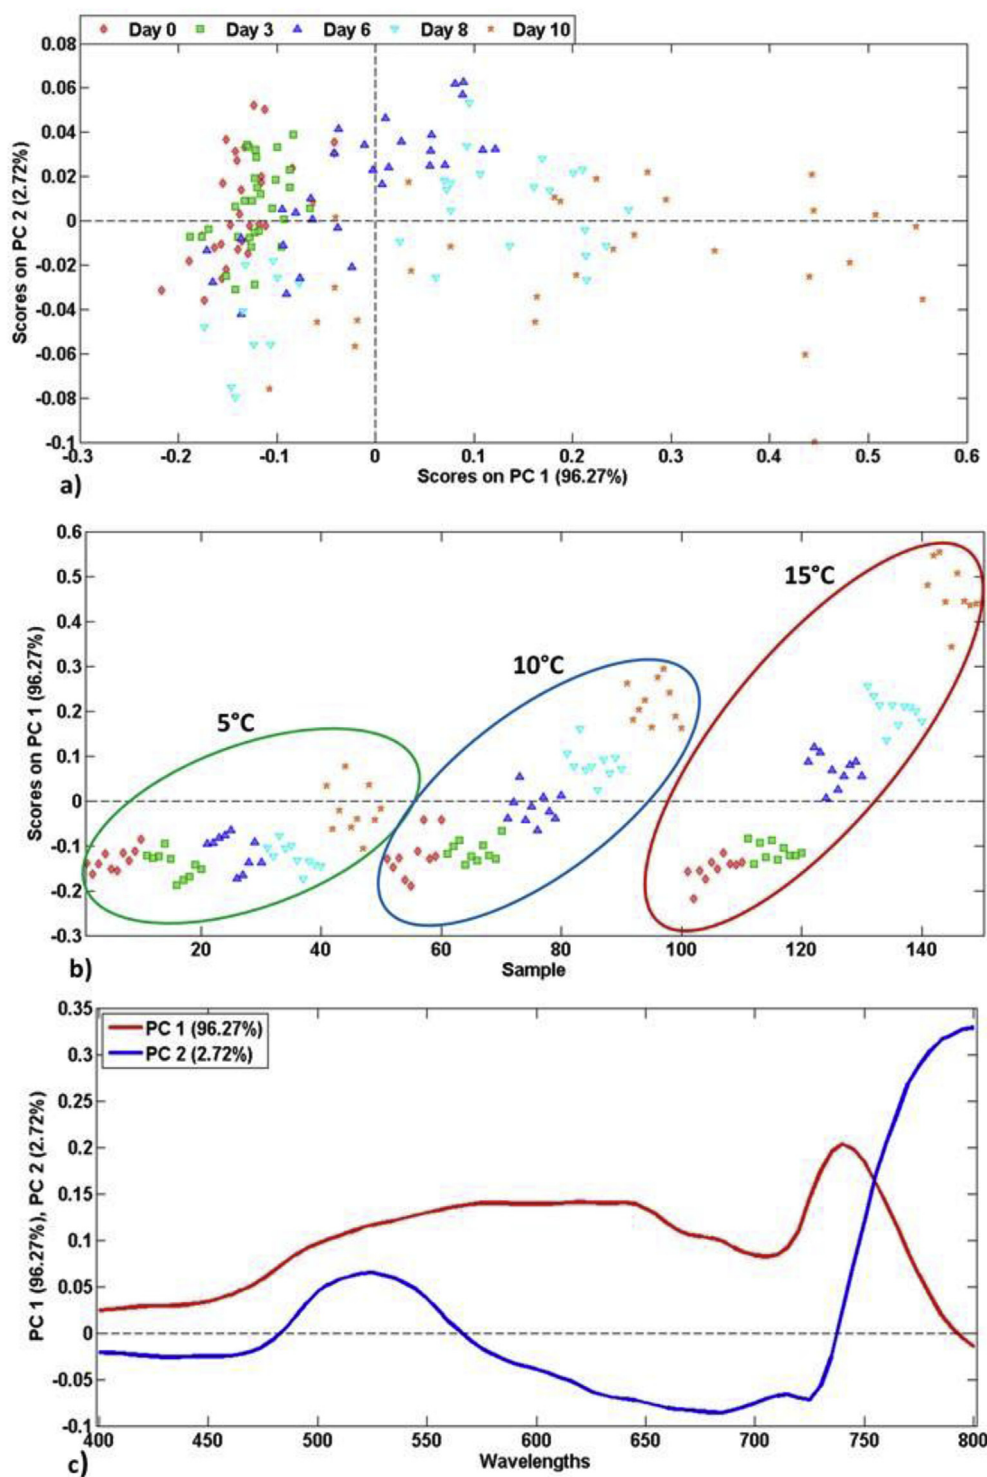 Day 0 Day 3 Day 6 Day 8 Day 10
0.08
0.06
0.04
0.02
0
-0.02
-0.04
-0.06
-0.08
-0.1
Scores on PC 2 (2.72%)
-0.3 -0.2 -0.1 0 0.1 0.2 0.3 0.4 0.5 0.6
Scores on PC 1 (96.27%)
a)
0.6
0.5
0.4
0.3
0.2
0.1
0
-0.1
-0.2
-0.3
Scores on PC 1 (96.27%)
5°C
10°C
15°C
20 40 60 80 100 120 140
Sample
b)
0.35
0.3
0.25
0.2
0.15
0.1
0.05
0
-0.05
-0.1
PC 1 (96.27%), PC 2 (2.72%)
PC 1 (96.27%)
PC 2 (2.72%)
400 450 500 550 600 650 700 750 800
Wavelengths
c)